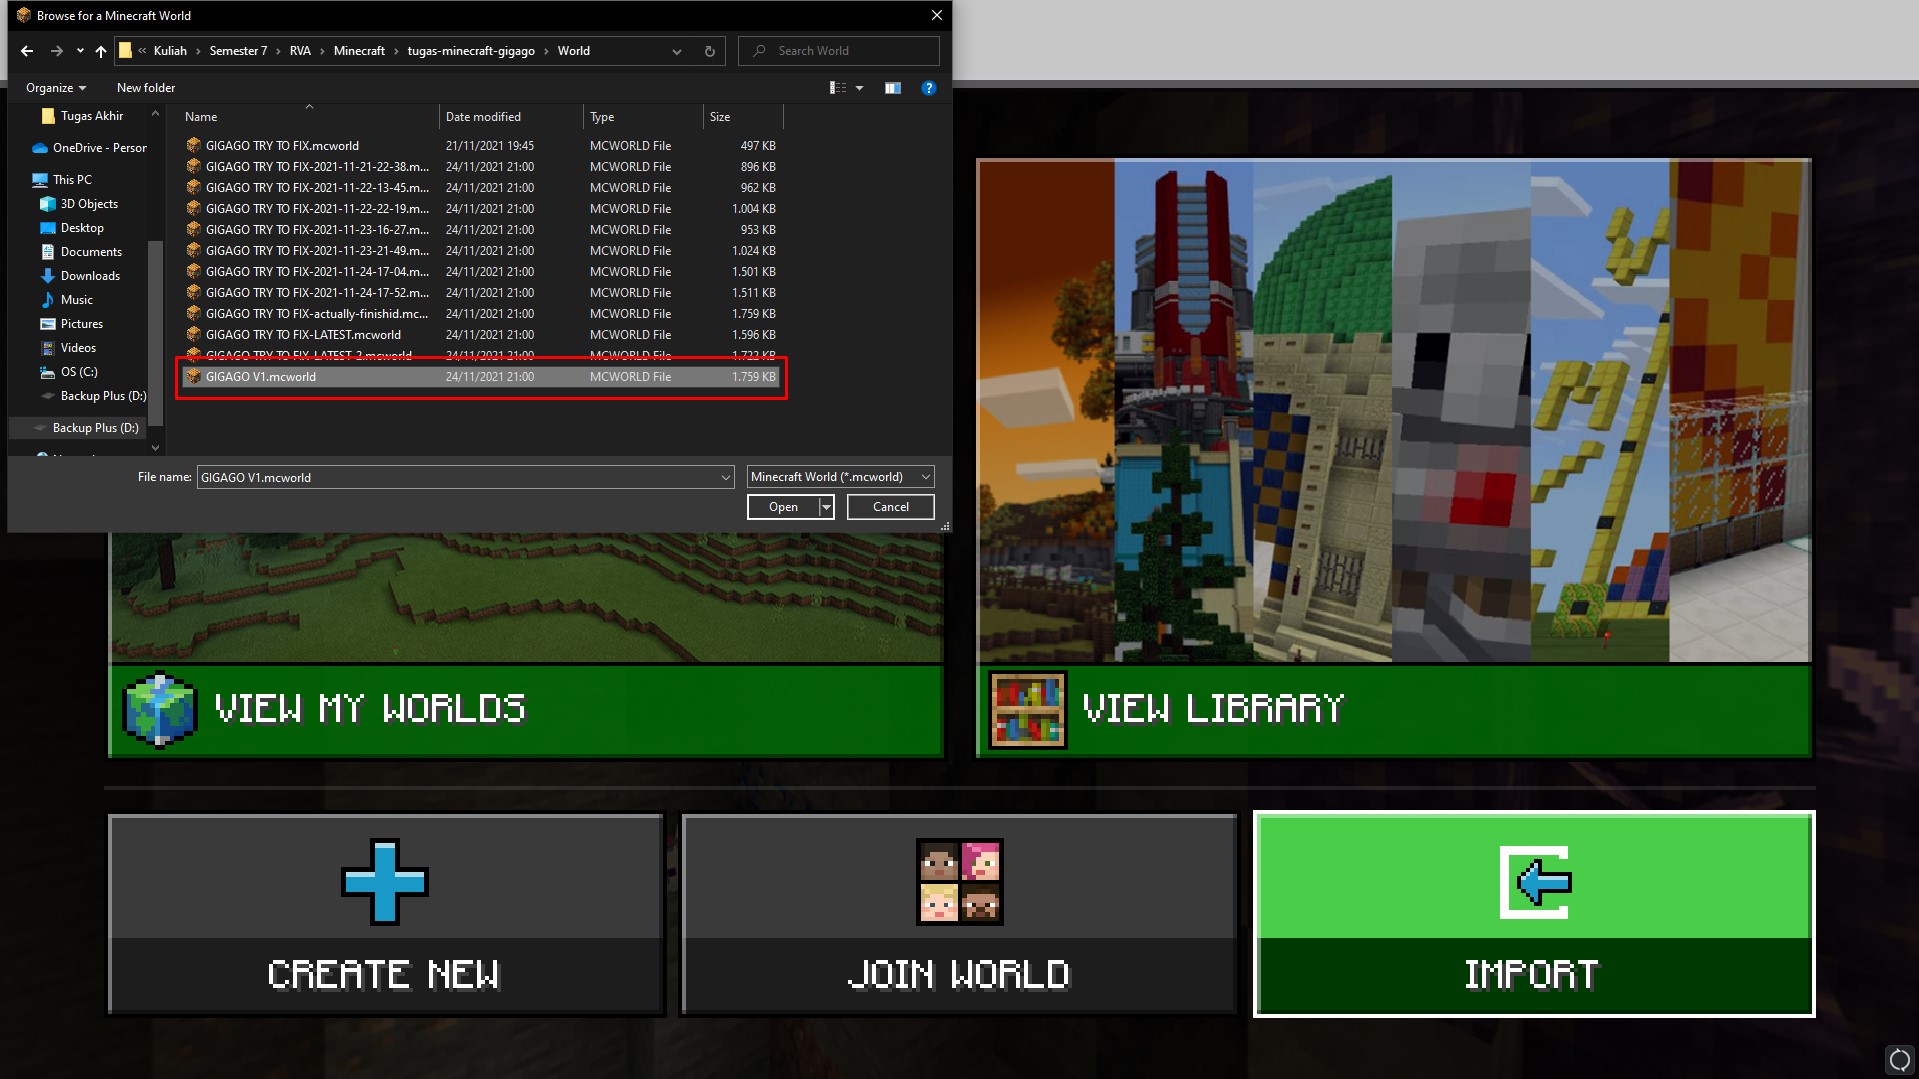 Browse for a Minecraft World
« Kuliah › Semester 7 › RVA › Minecraft › tugas-minecraft-gigago › World
Search World
Organize New folder
Name Date modified Type Size
Tugas Akhir
OneDrive - Person
This PC
3D Objects
Desktop
Documents
Downloads
Music
Pictures
Videos
OS (C:)
Backup Plus (D:)
Backup Plus (D:)
GIGAGO TRY TO FIX.mcworld 21/11/2021 19:45 MCWORLD File 497 KB
GIGAGO TRY TO FIX-2021-11-21-22-38.m... 24/11/2021 21:00 MCWORLD File 896 KB
GIGAGO TRY TO FIX-2021-11-22-13-45.m... 24/11/2021 21:00 MCWORLD File 962 KB
GIGAGO TRY TO FIX-2021-11-22-22-19.m... 24/11/2021 21:00 MCWORLD File 1.004 KB
GIGAGO TRY TO FIX-2021-11-23-16-27.m... 24/11/2021 21:00 MCWORLD File 953 KB
GIGAGO TRY TO FIX-2021-11-23-21-49.m... 24/11/2021 21:00 MCWORLD File 1.024 KB
GIGAGO TRY TO FIX-2021-11-24-17-04.m... 24/11/2021 21:00 MCWORLD File 1.501 KB
GIGAGO TRY TO FIX-2021-11-24-17-52.m... 24/11/2021 21:00 MCWORLD File 1.511 KB
GIGAGO TRY TO FIX-actually-finishid.mc... 24/11/2021 21:00 MCWORLD File 1.759 KB
GIGAGO TRY TO FIX-LATEST.mcworld 24/11/2021 21:00 MCWORLD File 1.596 KB
GIGAGO TRY TO FIX-LATEST-2.mcworld 24/11/2021 21:00 MCWORLD File 1.722 KB
GIGAGO V1.mcworld 24/11/2021 21:00 MCWORLD File 1.759 KB
File name: GIGAGO V1.mcworld Minecraft World (*.mcworld)
Open Cancel
VIEW MY WORLDS
VIEW LIBRARY
CREATE NEW
JOIN WORLD
IMPORT